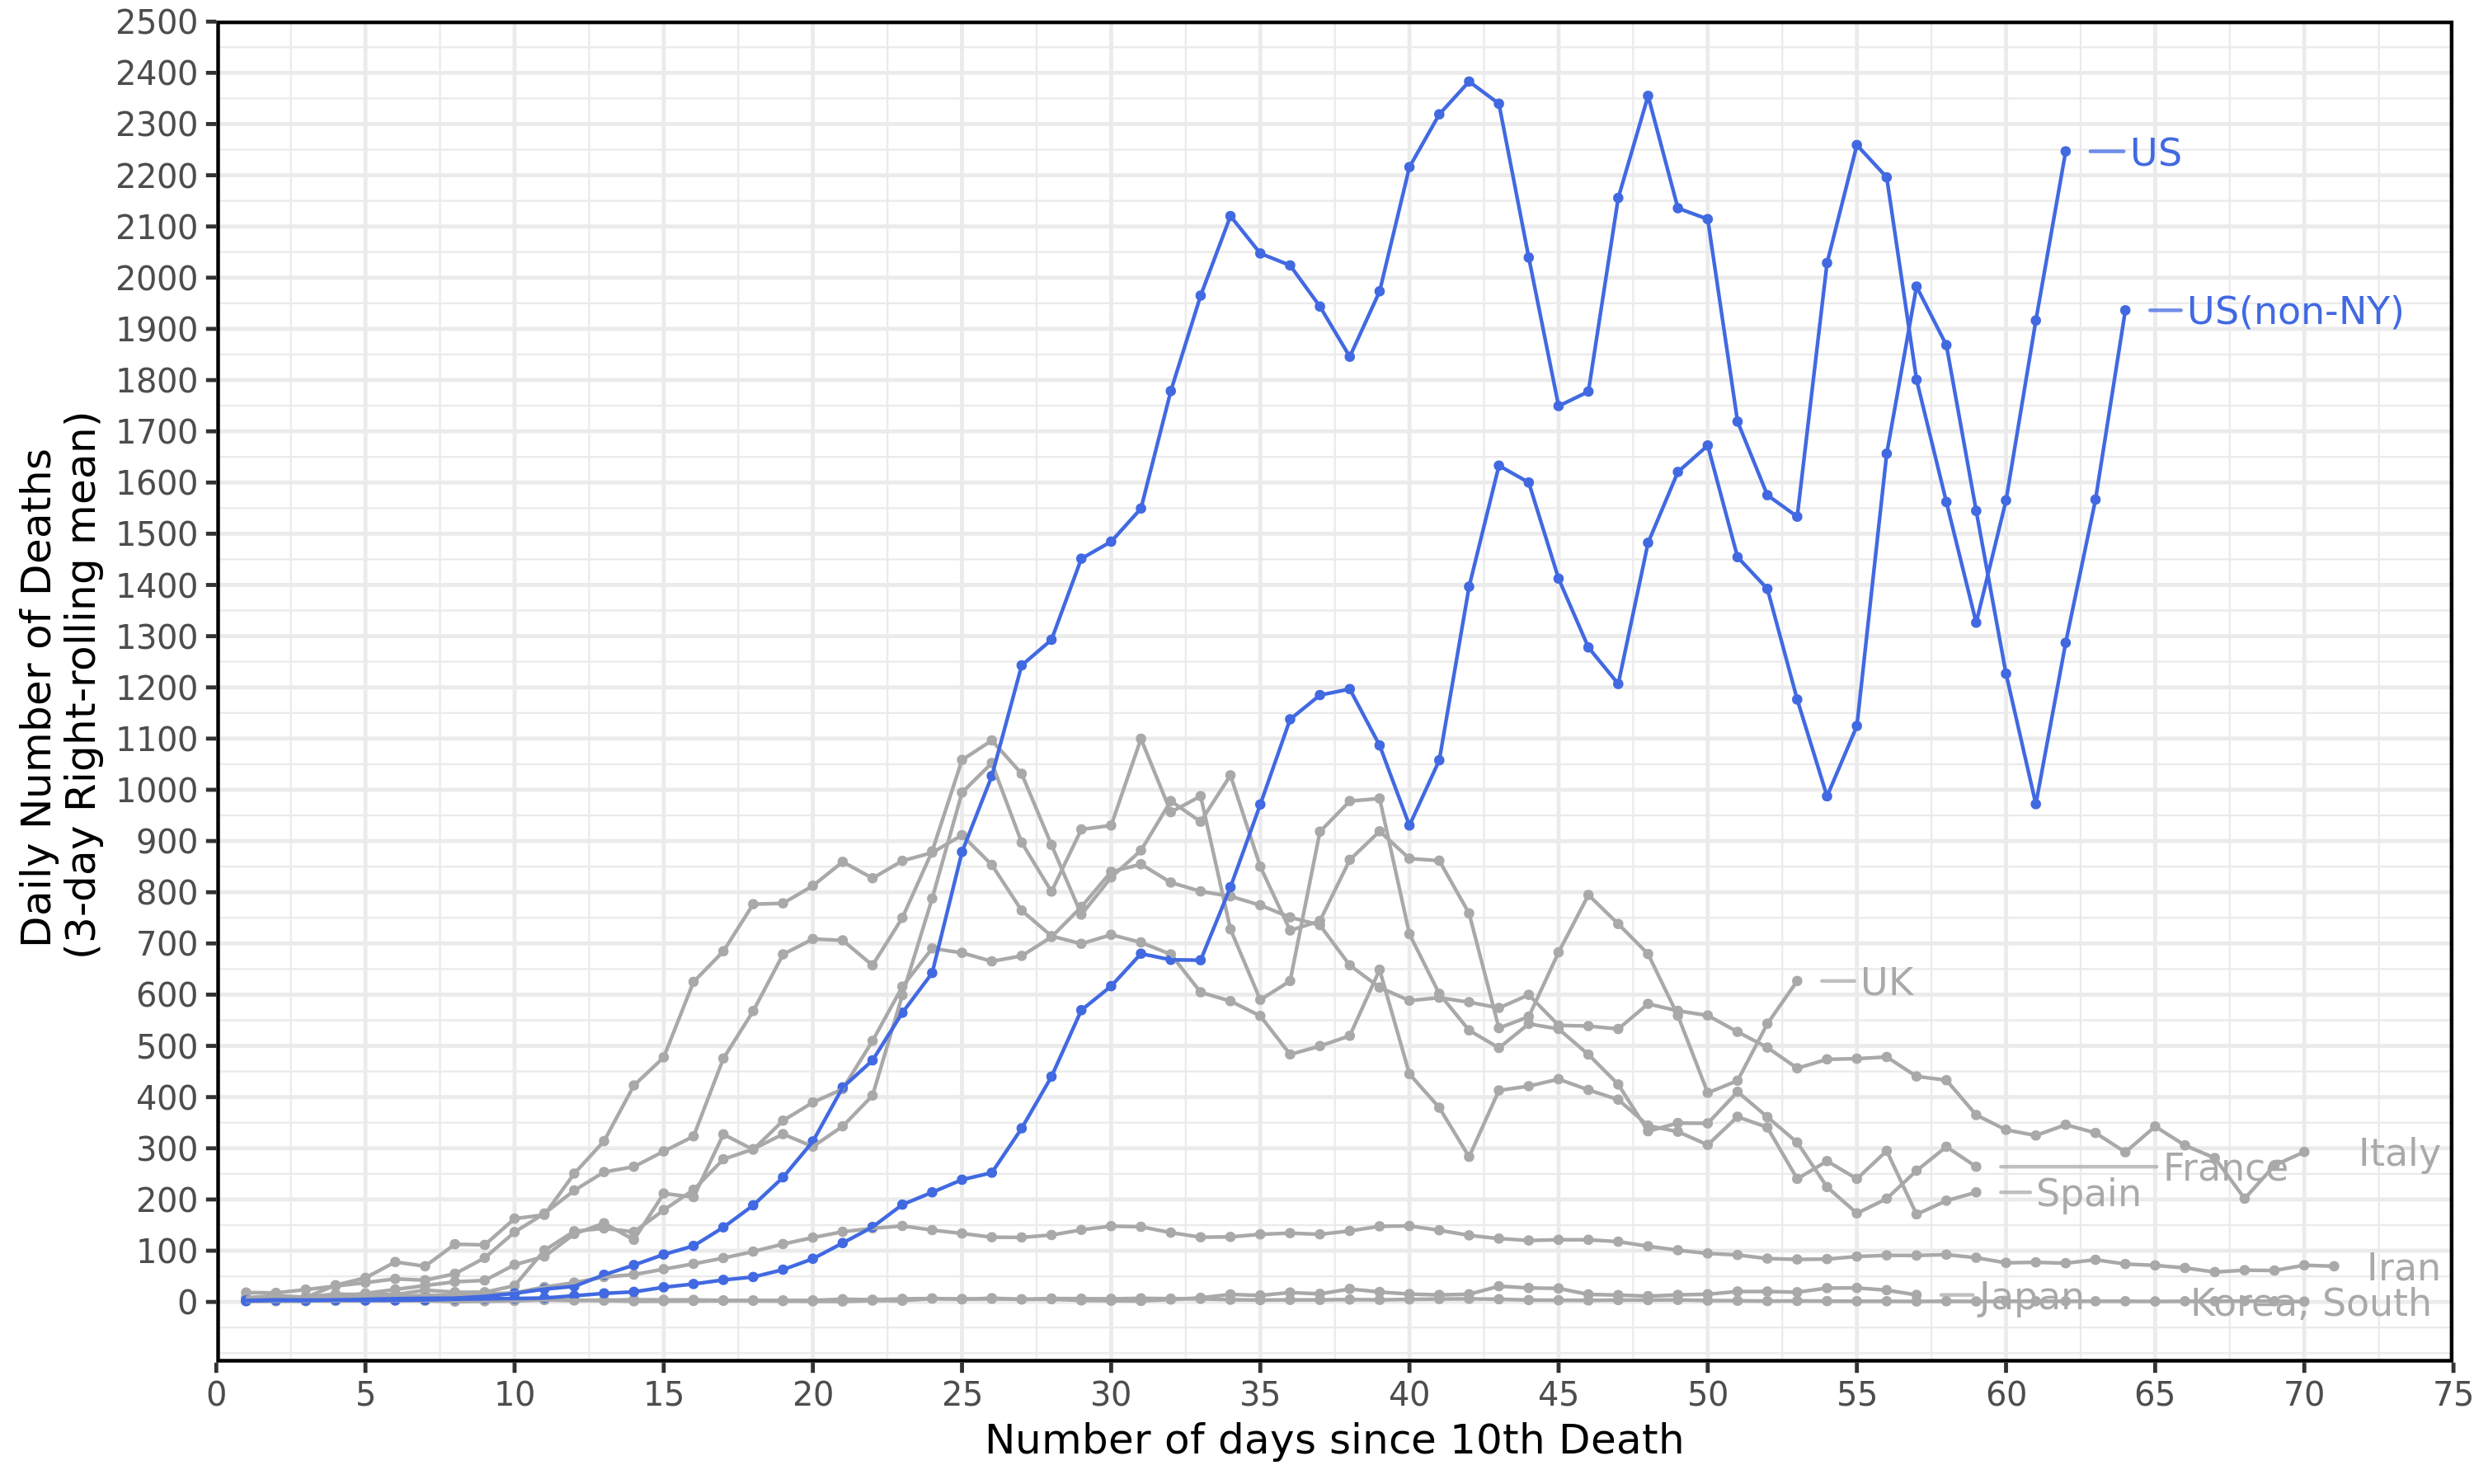 Daily Number of Deaths
(3-day Right-rolling mean)
2500
2400
2300
2200
2100
2000
1900
1800
1700
1600
1500
1400
1300
1200
1100
1000
900
800
700
600
500
400
300
200
100
0
US
US(non-NY)
UK
Italy
France
Spain
Iran
Japan
Korea, South
0 5 10 15 20 25 30 35 40 45 50 55 60 65 70 75
Number of days since 10th Death